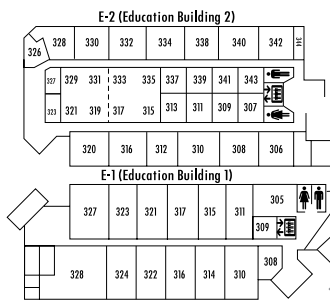 E-2 (Education Building 2)
326 328 330 332 334 338 340 342 344
327 329 331 333 335 337 339 341 343
323 321 319 317 315 313 311 309 307
320 316 312 310 308 306
E-1 (Education Building 1)
327 323 321 317 315 311 305
309
328 324 322 316 314 310 308